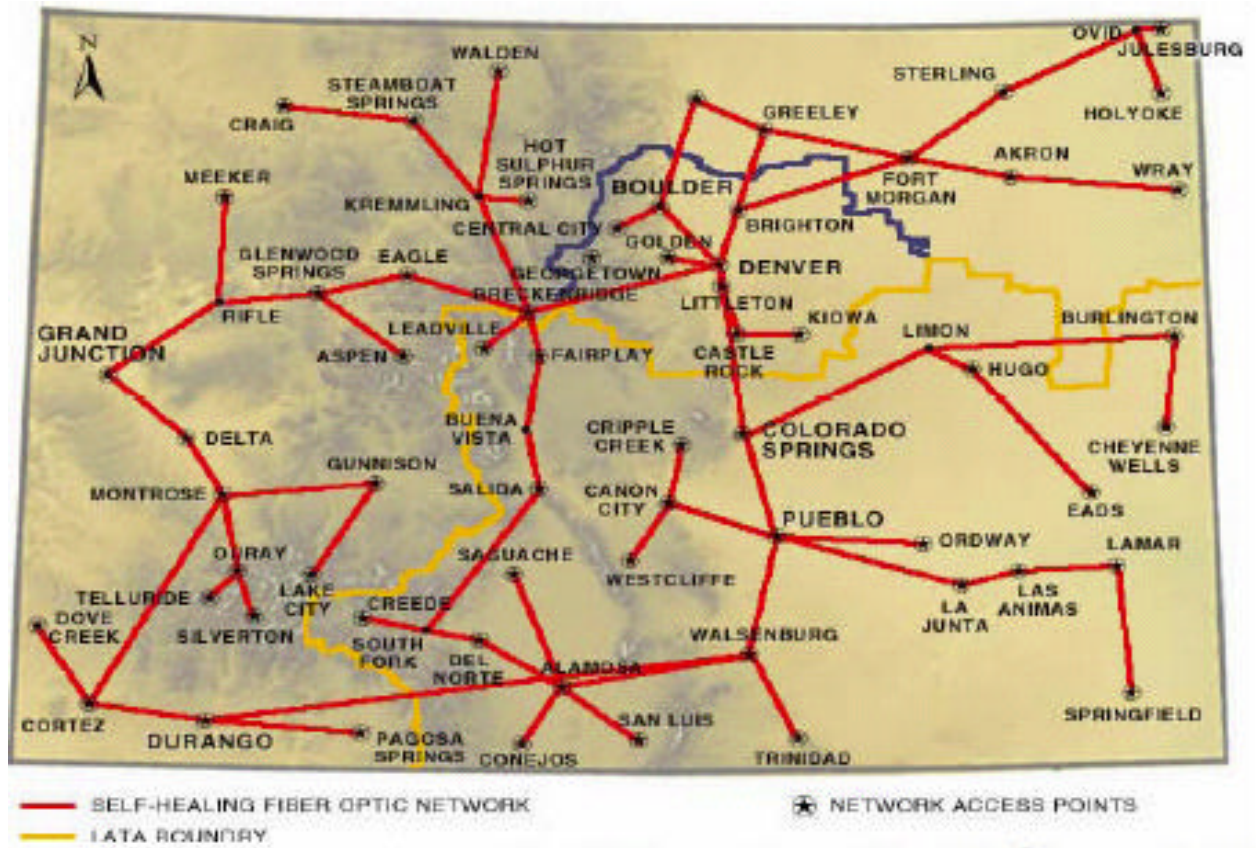 N
WALDEN
STEAMBOAT
SPRINGS
CRAIG
OVID
JULESBURG
STERLING
HOLYOKE
GREELEY
HOT
SULPHUR
SPRINGS
MEEKER
KREMMLING
BOULDER
AKRON
WRAY
FORT
MORGAN
CENTRAL CITY
BRIGHTON
GLENWOOD
SPRINGS
EAGLE
GOLDEN
GEORGETOWN
DENVER
BRECKENRIDGE
LITTLETON
RIFLE
LEADVILLE
KIOWA
LIMON
BURLINGTON
GRAND
JUNCTION
ASPEN
FAIRPLAY
CASTLE
ROCK
HUGO
DELTA
BUENA
VISTA
CRIPPLE
CREEK
COLORADO
SPRINGS
CHEYENNE
WELLS
GUNNISON
MONTROSE
SALIDA
CANON
CITY
EADS
PUEBLO
OURAY
SAGUACHE
ORDWAY
LAMAR
TELLURIDE
LAKE
CITY
WESTCLIFFE
LA
JUNTA
LAS
ANIMAS
DOVE
CREEK
SILVERTON
CREEDE
SOUTH
FORK
DEL
NORTE
WALSENBURG
ALAMOSA
CORTEZ
DURANGO
PAGOSA
SPRINGS
CONEJOS
SAN LUIS
TRINIDAD
SPRINGFIELD
SELF-HEALING FIBER OPTIC NETWORK
NETWORK ACCESS POINTS
LATA BOUNDRY